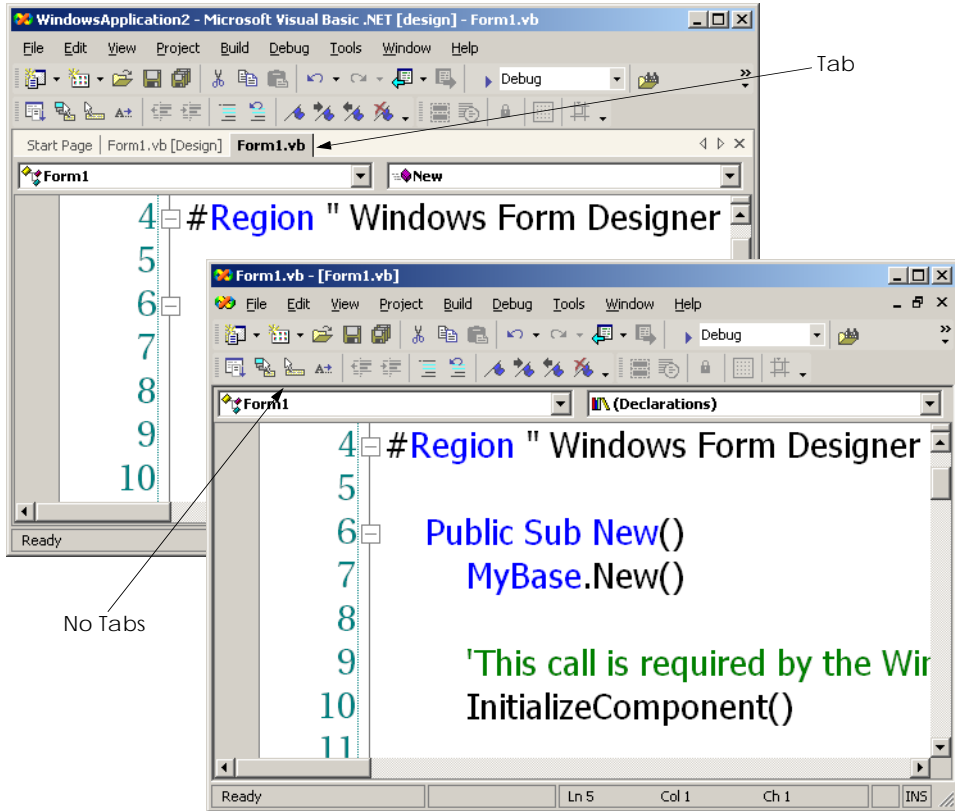 WindowsApplication2 - Microsoft Visual Basic .NET [design] - Form1.vb
File Edit View Project Build Debug Tools Window Help
Debug
Tab
Start Page Form1.vb [Design] Form1.vb
Form1 New
4 #Region " Windows Form Designer
5
6
7
8
9
10
Ready
No Tabs
Form1.vb - [Form1.vb]
File Edit View Project Build Debug Tools Window Help
Debug
Form1 (Declarations)
4 #Region " Windows Form Designer
5
6 Public Sub New()
7 MyBase.New()
8
9 'This call is required by the Wir
10 InitializeComponent()
11
Ready Ln 5 Col 1 Ch 1 INS